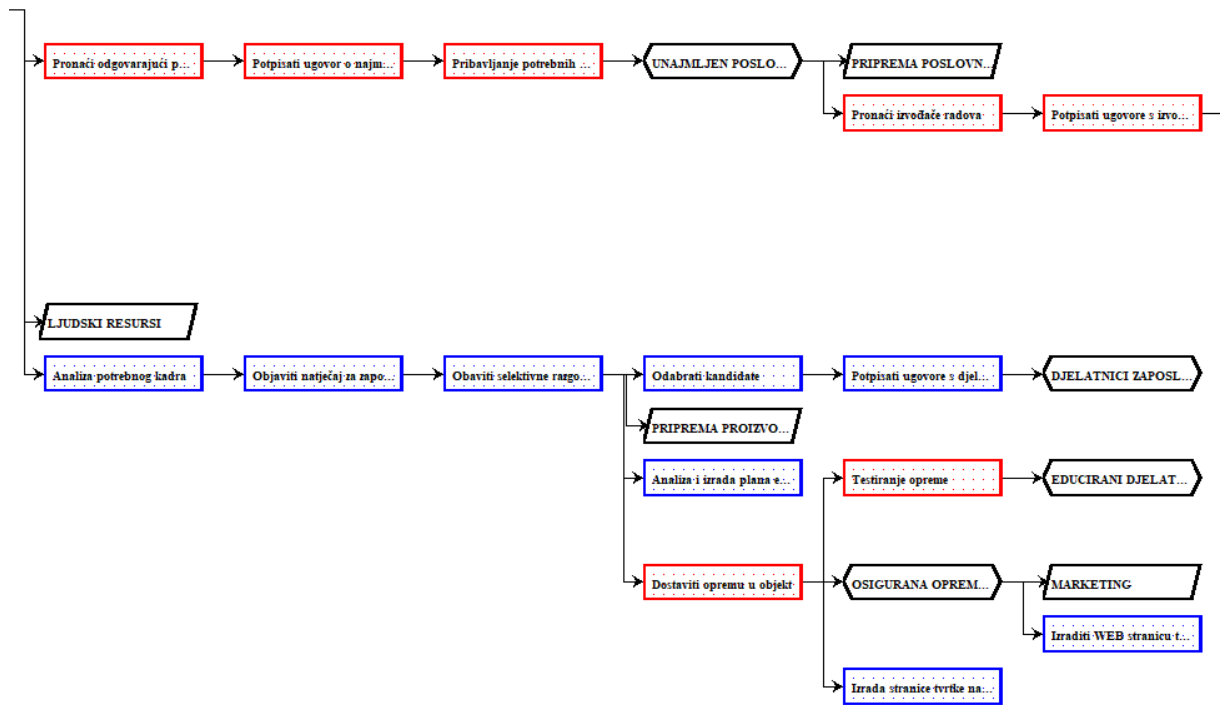 Pronaći odgovarajući p...
Potpisati ugovor o najm...
Pribavljanje potrebnih ...
UNAJMLJEN POSLO...
PRIPREMA POSLOVN...
Pronaći izvođače radova
Potpisati ugovore s izvo...
LJUDSKI RESURSI
Analiza potrebnog kadra
Objaviti natječaj za zapo...
Obaviti selektivne razgo...
Odabrati kandidate
Potpisati ugovore s djel...
DJELATNICI ZAPOSL...
PRIPREMA PROIZVO...
Analiza i izrada plana e...
Testiranje opreme
EDUCIRANI DJELAT...
Dostaviti opremu u objekt
OSIGURANA OPREM...
MARKETING
Izraditi WEB stranicu t...
Izrada stranice tvrtke na...